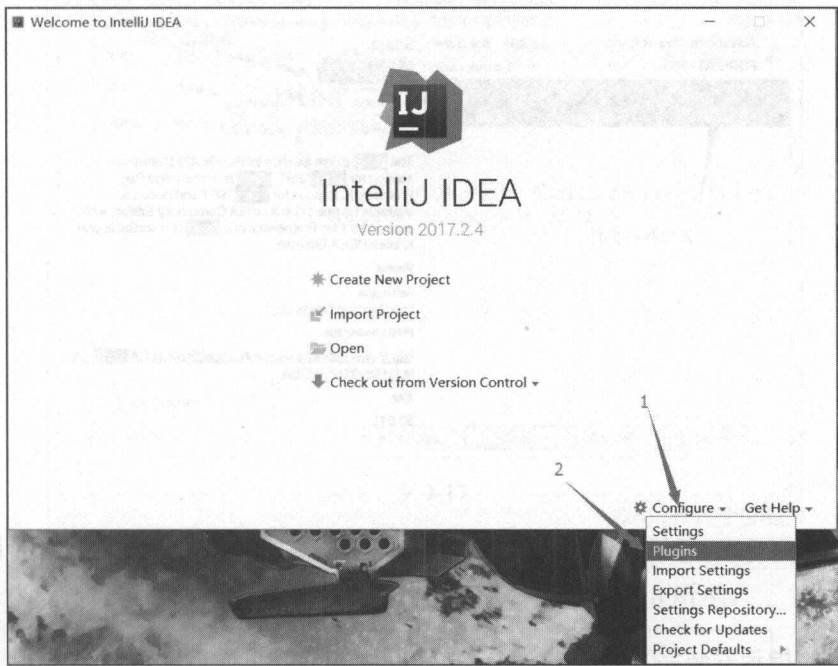 Welcome to IntelliJ IDEA
IJ
IntelliJ IDEA
Version 2017.2.4
Create New Project
Import Project
Open
Check out from Version Control
1
2
Configure
Get Help
Settings
Plugins
Import Settings
Export Settings
Settings Repository...
Check for Updates
Project Defaults